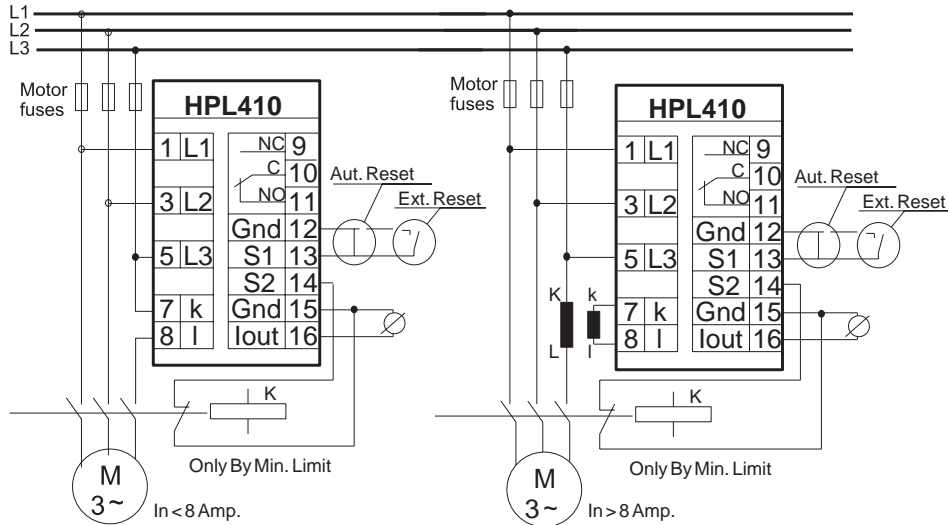 L1
L2
L3
Motor
fuses
HPL410
1 L1 NC 9
C 10
3 L2 NO 11
Gnd 12
5 L3 S1 13
S2 14
7 k Gnd 15
8 l Iout 16
Aut. Reset
Ext. Reset
K
Only By Min. Limit
M
3~
In < 8 Amp.
Motor
fuses
HPL410
1 L1 NC 9
C 10
3 L2 NO 11
Gnd 12
5 L3 S1 13
S2 14
7 k Gnd 15
8 l Iout 16
Aut. Reset
Ext. Reset
K k
L l
K
Only By Min. Limit
M
3~
In > 8 Amp.